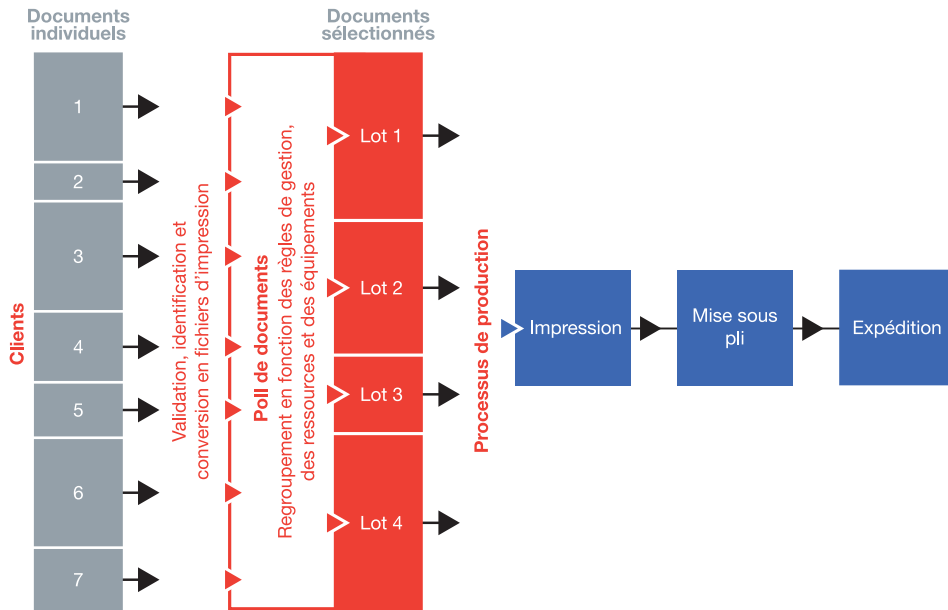 Documents
individuels
Clients
1
2
3
4
5
6
7
Validation, identification et
conversion en fichiers d'impression
Poll de documents
Regroupement en fonction des règles de gestion,
des ressources et des équipements
Documents
sélectionnés
Lot 1
Lot 2
Lot 3
Lot 4
Processus de production
Impression
Mise sous
pli
Expédition